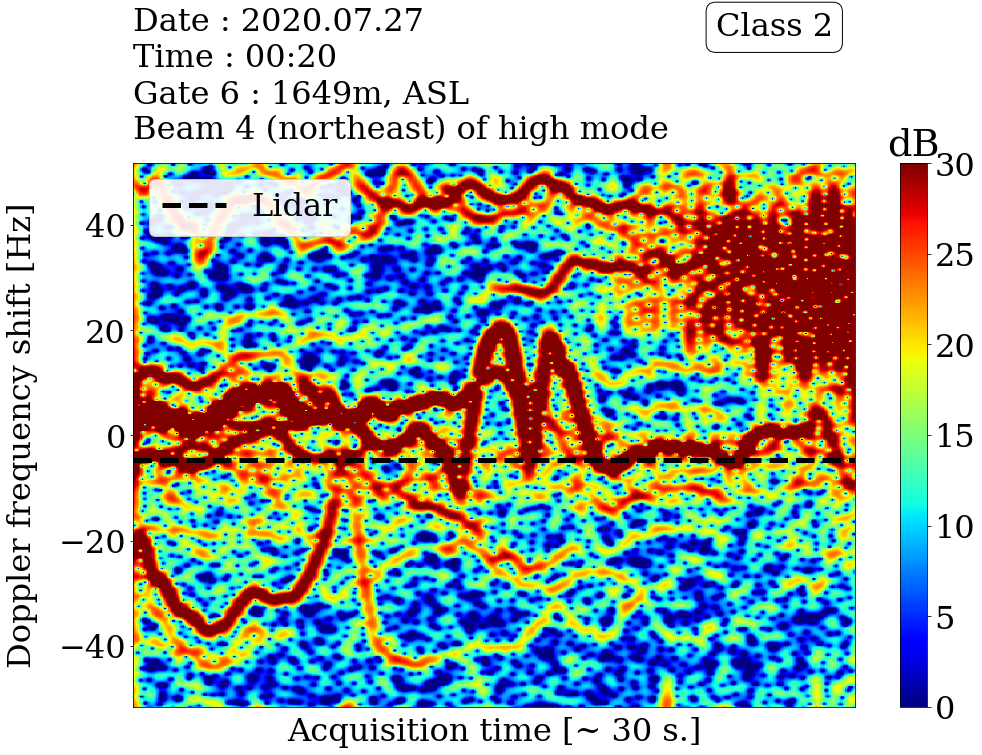 Date : 2020.07.27
Time : 00:20
Gate 6 : 1649m, ASL
Beam 4 (northeast) of high mode
Class 2
dB
Lidar
Doppler frequency shift [Hz]
40
20
0
−20
−40
Acquisition time [~ 30 s.]
30
25
20
15
10
5
0